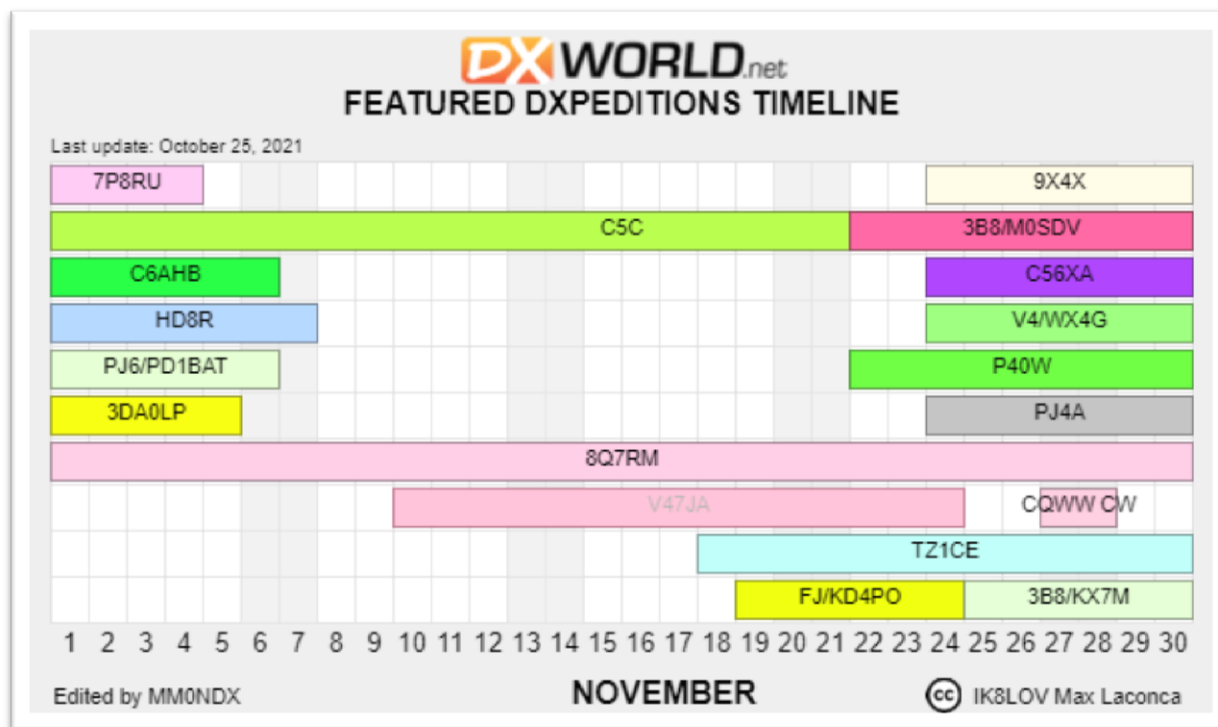 DX WORLD.net
FEATURED DXPEDITIONS TIMELINE
Last update: October 25, 2021
7P8RU 9X4X
C5C 3B8/M0SDV
C6AHB C56XA
HD8R V4/WX4G
PJ6/PD1BAT P40W
3DA0LP PJ4A
8Q7RM
V47JA CQWW CW
TZ1CE
FJ/KD4PO 3B8/KX7M
1 2 3 4 5 6 7 8 9 10 11 12 13 14 15 16 17 18 19 20 21 22 23 24 25 26 27 28 29 30
Edited by MM0NDX NOVEMBER cc IK8LOV Max Laconca